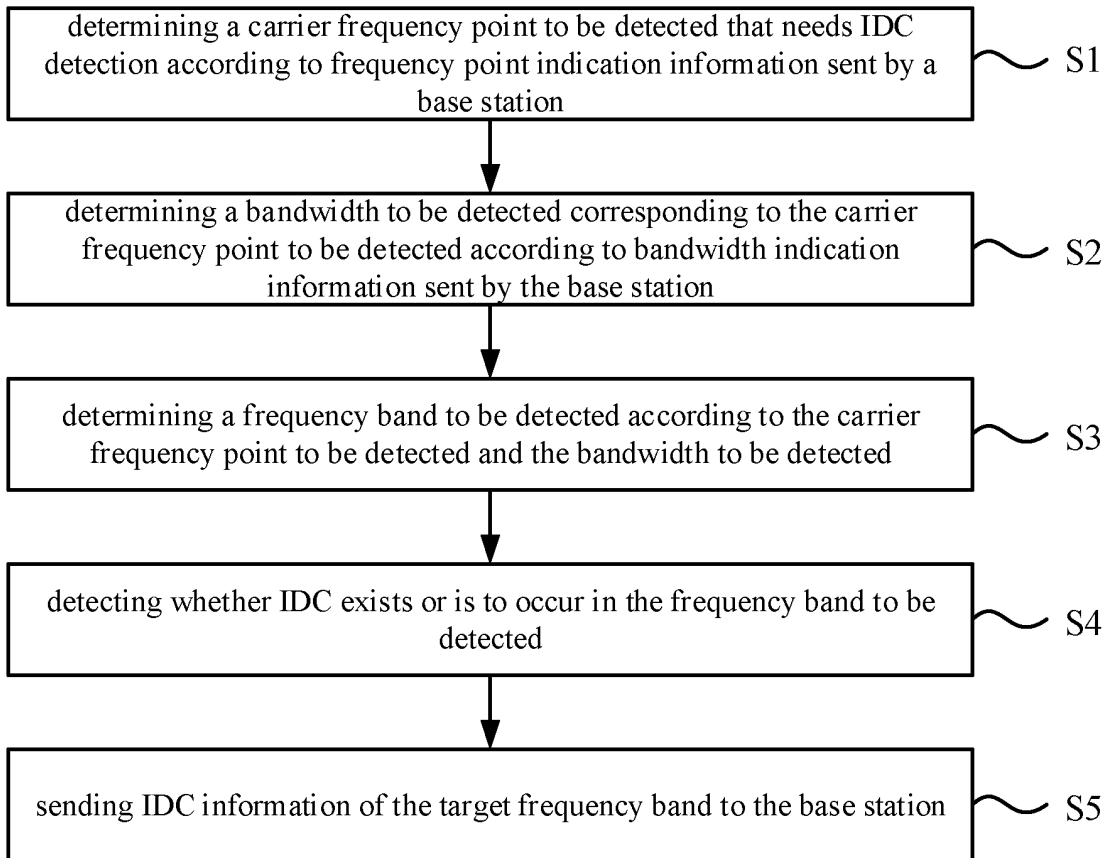 determining a carrier frequency point to be detected that needs IDC
detection according to frequency point indication information sent by a
base station
S1
determining a bandwidth to be detected corresponding to the carrier
frequency point to be detected according to bandwidth indication
information sent by the base station
S2
determining a frequency band to be detected according to the carrier
frequency point to be detected and the bandwidth to be detected
S3
detecting whether IDC exists or is to occur in the frequency band to be
detected
S4
sending IDC information of the target frequency band to the base station
S5